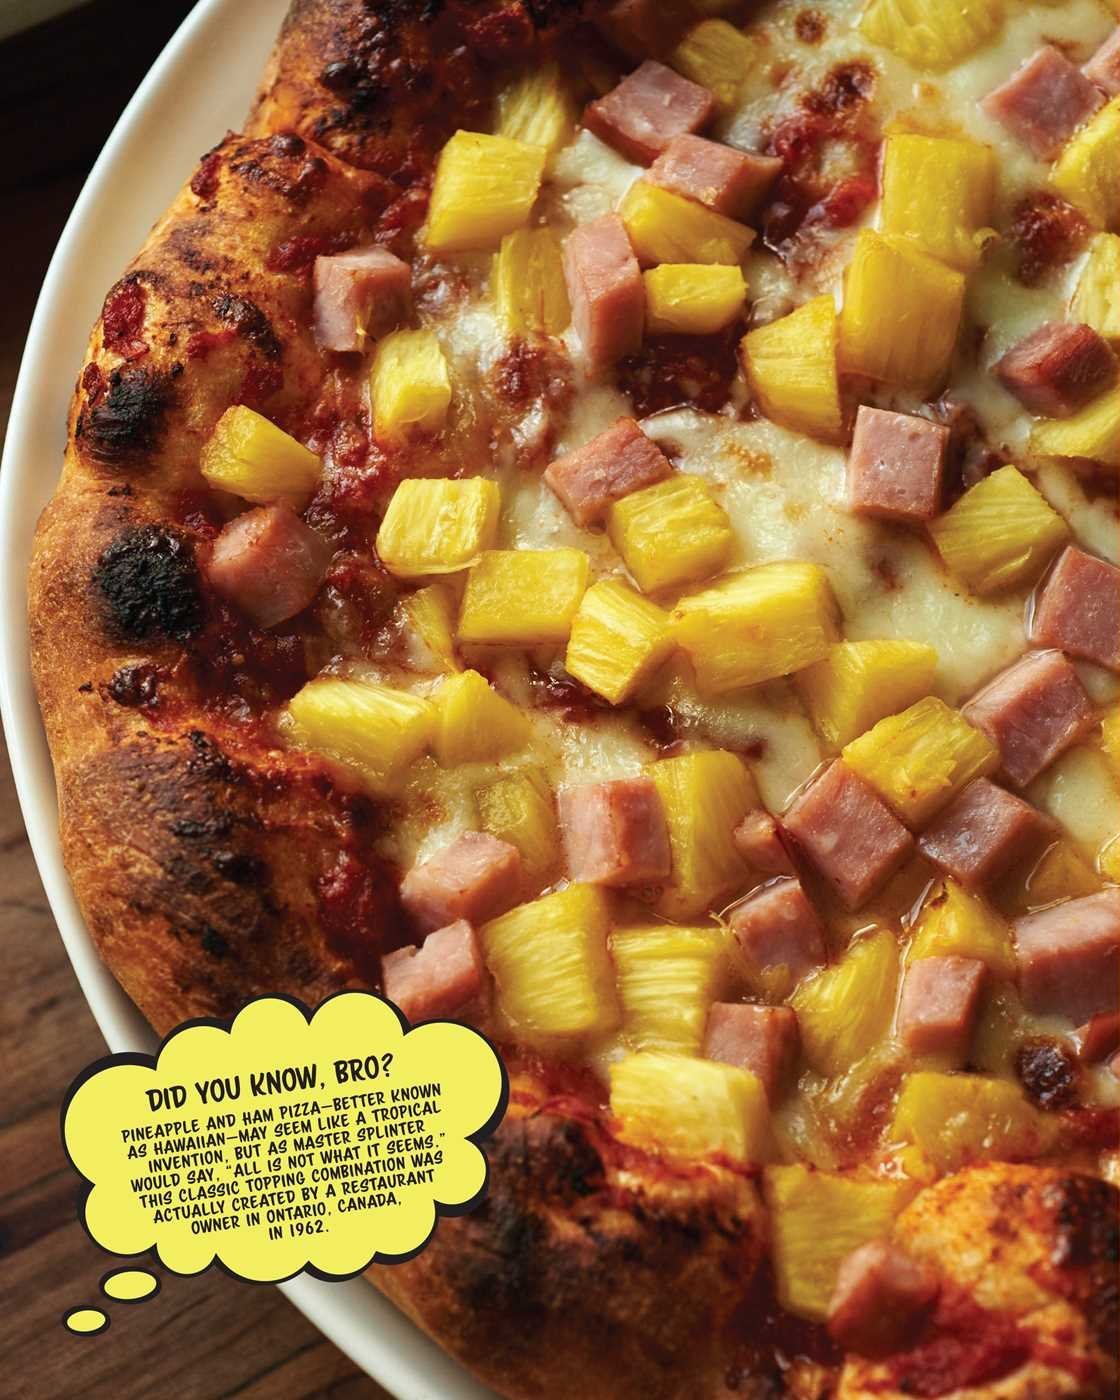 DID YOU KNOW, BRO?
PINEAPPLE AND HAM PIZZA—BETTER KNOWN
AS HAWAIIAN—MAY SEEM LIKE A TROPICAL
INVENTION, BUT AS MASTER SPLINTER
WOULD SAY, “ALL IS NOT WHAT IT SEEMS.”
THIS CLASSIC TOPPING COMBINATION WAS
ACTUALLY CREATED BY A RESTAURANT
OWNER IN ONTARIO, CANADA,
IN 1962.